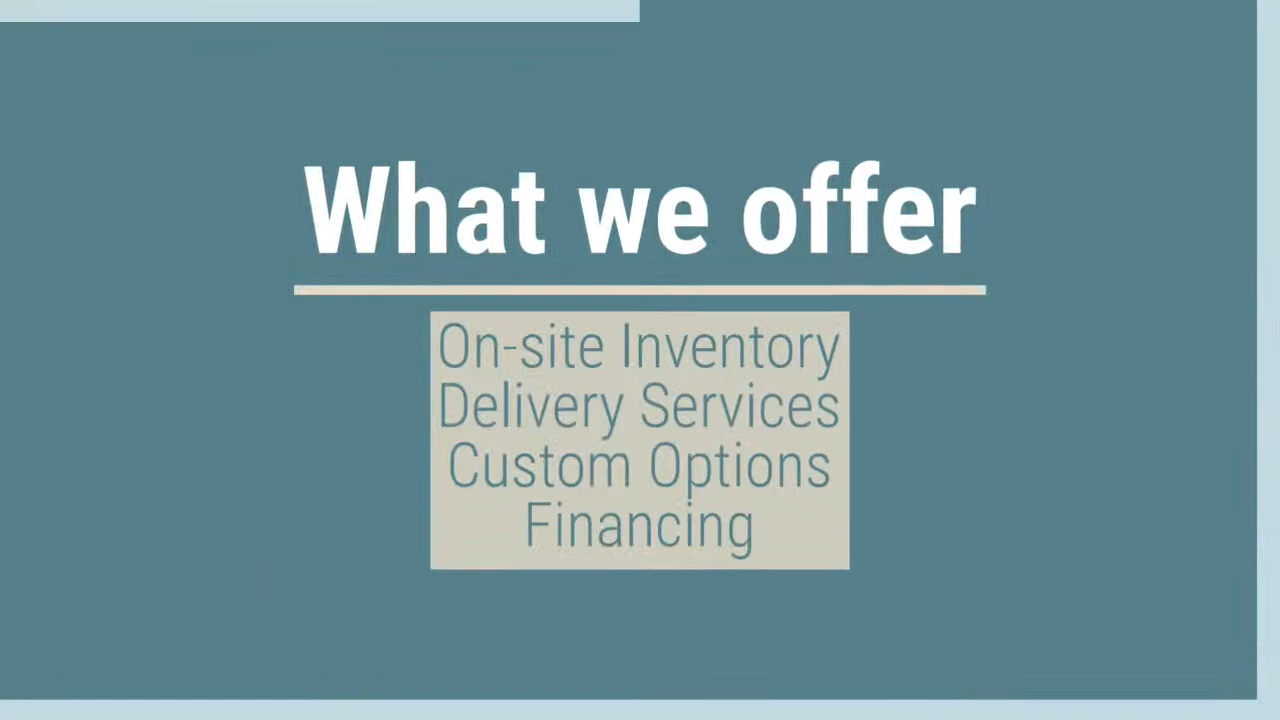 What we offer
On-site Inventory
Delivery Services
Custom Options
Financing